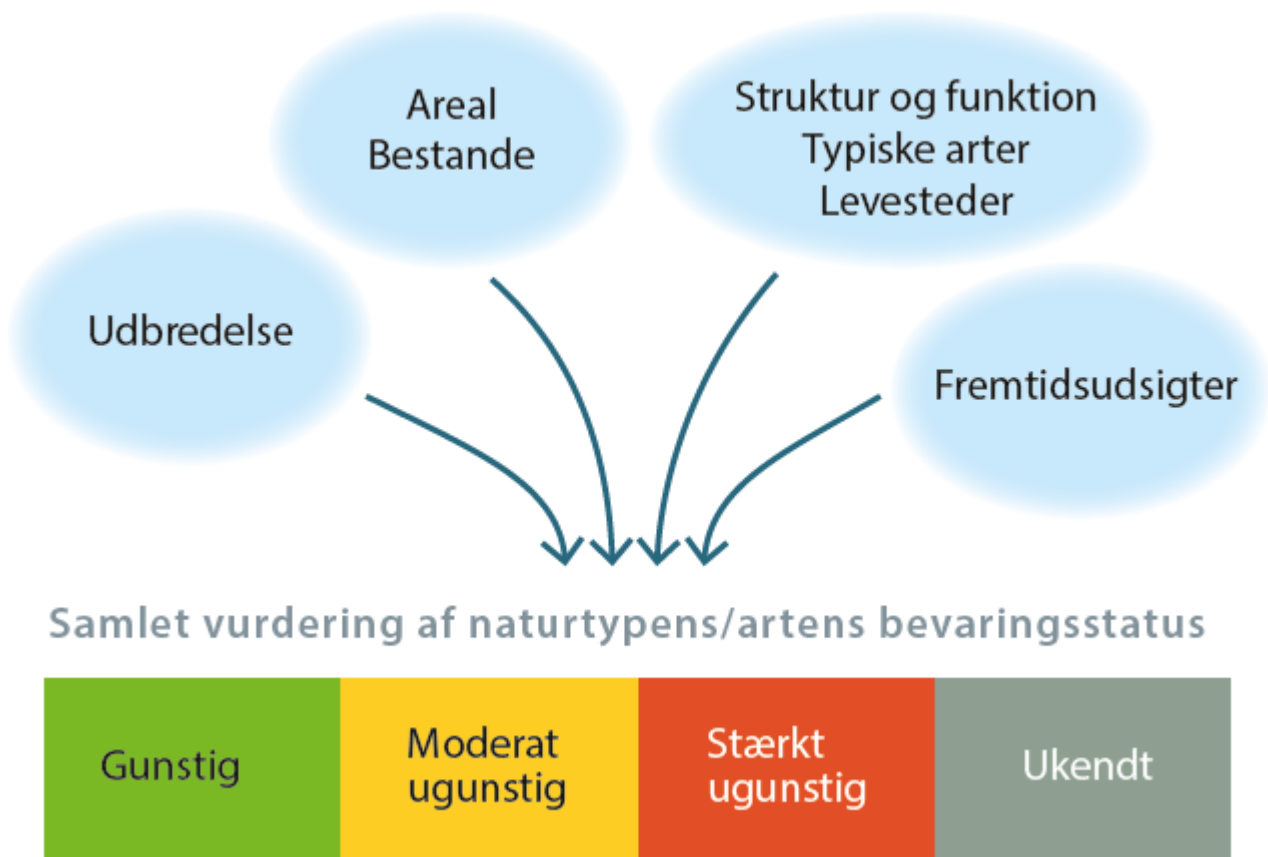 Areal
Bestande
Struktur og funktion
Typiske arter
Levesteder
Udbredelse
Fremtidsudsigter
Samlet vurdering af naturtypens/artens bevaringsstatus
Gunstig
Moderat
ugunstig
Stærkt
ugunstig
Ukendt